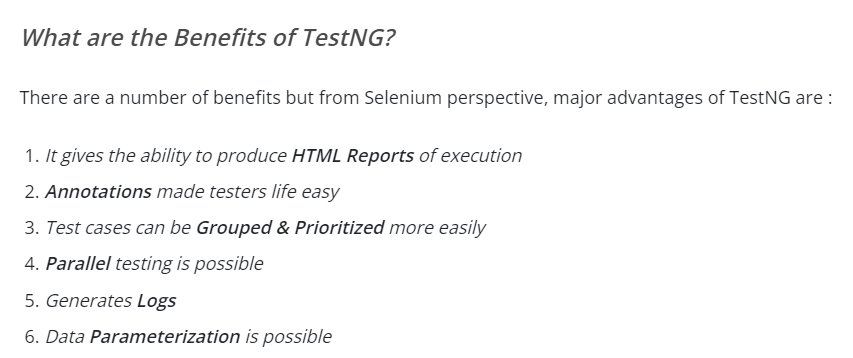 What are the Benefits of TestNG?
There are a number of benefits but from Selenium perspective, major advantages of TestNG are :
1. It gives the ability to produce HTML Reports of execution
2. Annotations made testers life easy
3. Test cases can be Grouped & Prioritized more easily
4. Parallel testing is possible
5. Generates Logs
6. Data Parameterization is possible